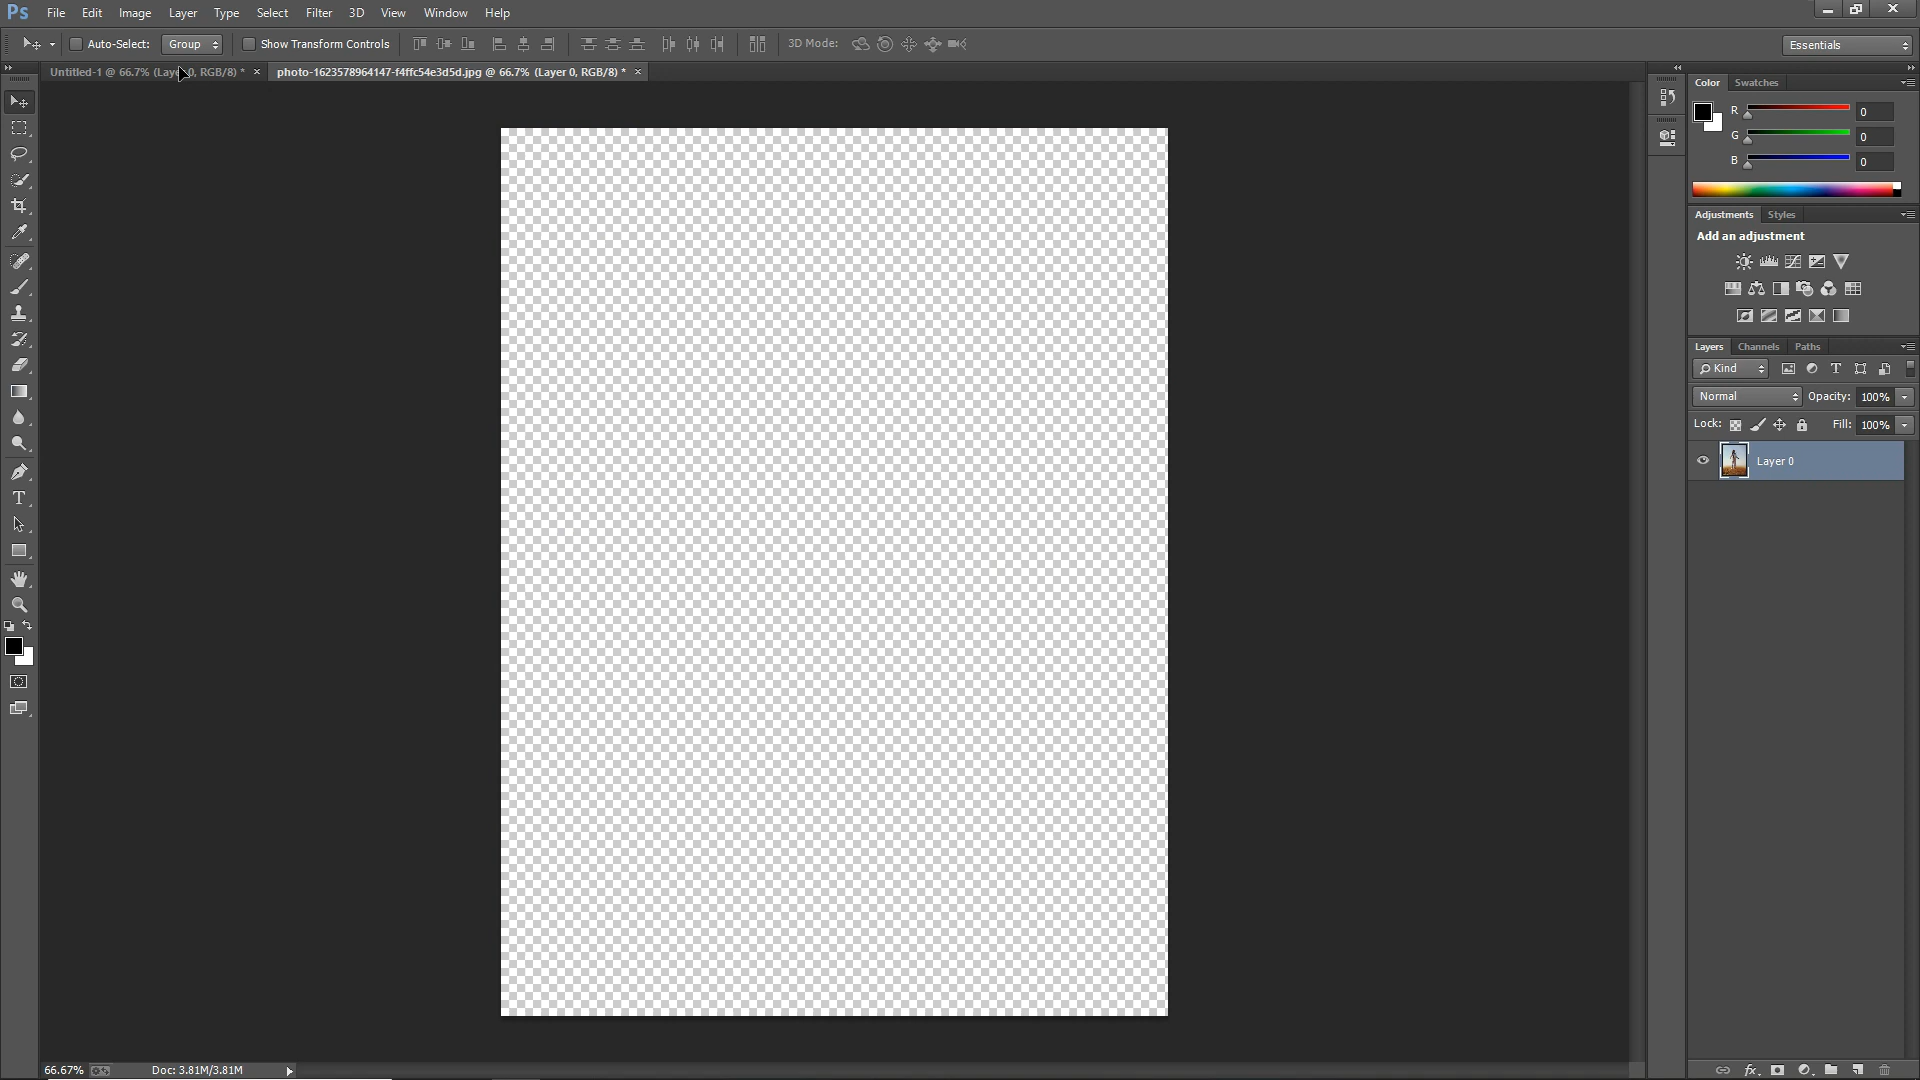 Ps File Edit Image Layer Type Select Filter 3D View Window Help
Auto-Select: Group Show Transform Controls 3D Mode: Essentials
Untitled-1 @ 66.7% (Layer 0, RGB/8) * × photo-1623578964147-f4ffc54e3d5d.jpg @ 66.7% (Layer 0, RGB/8) * ×
Color Swatches
R 0
G 0
B 0
Adjustments Styles
Add an adjustment
Layers Channels Paths
Kind
Normal Opacity: 100%
Lock: Fill: 100%
Layer 0
T
fx
66.67% Doc: 3.81M/3.81M